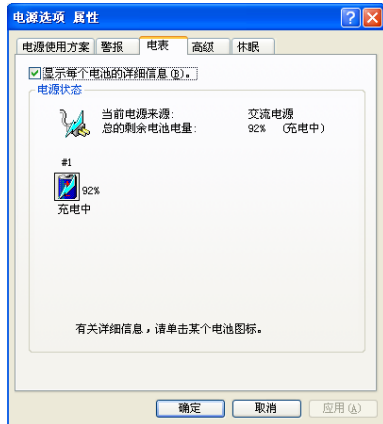 电源选项 属性
电源使用方案 警报 电表 高级 休眠
显示每个电池的详细信息(D)。
电源状态
当前电源来源: 交流电源
总的剩余电池电量: 92% (充电中)
#1
92%
充电中
有关详细信息，请单击某个电池图标。
确定 取消 应用(A)